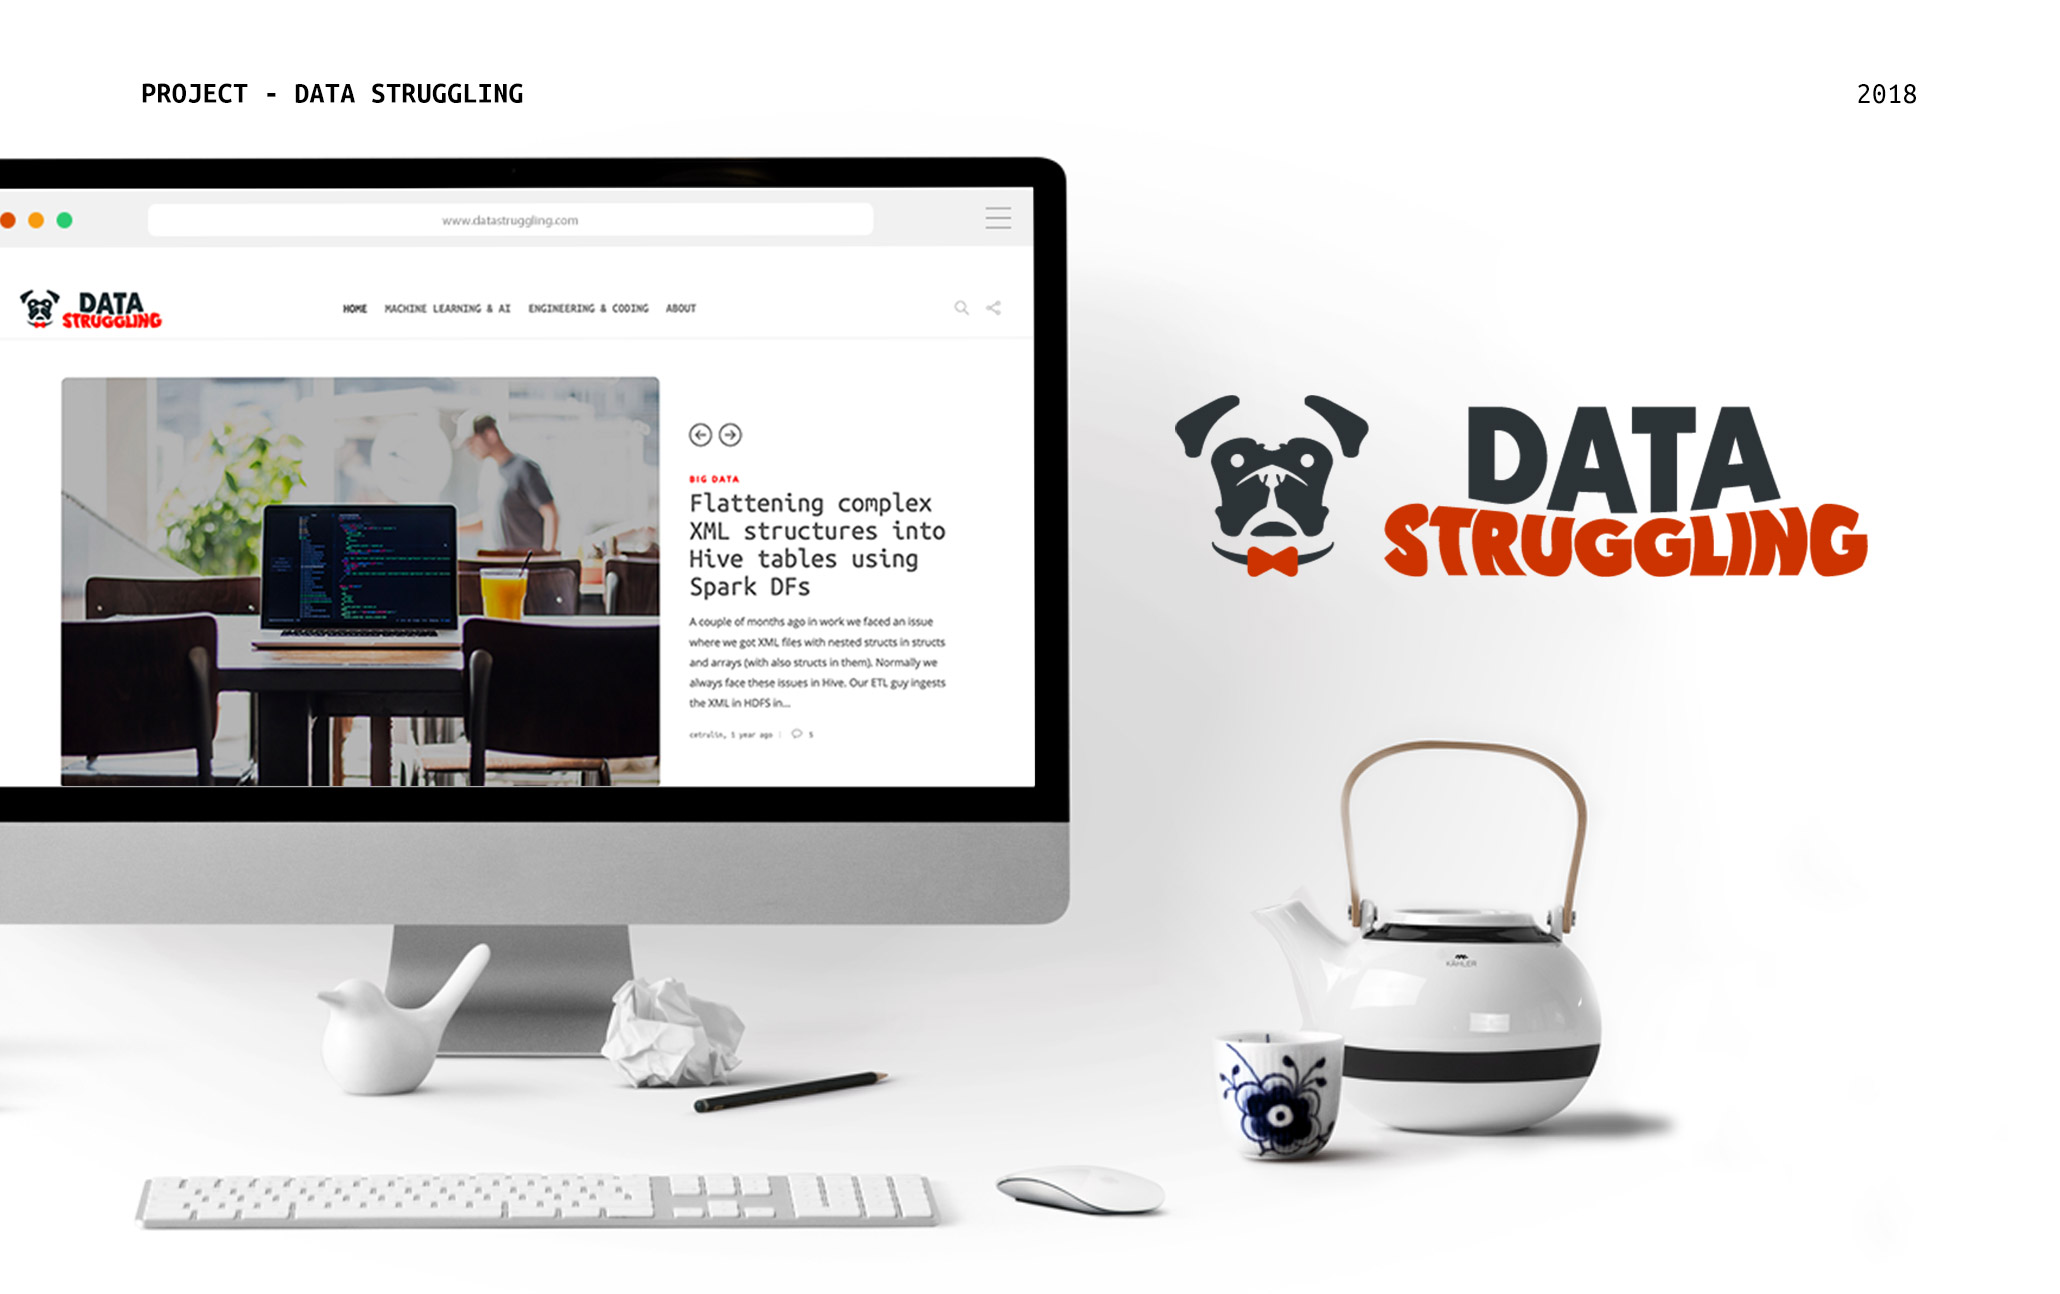 PROJECT - DATA STRUGGLING
2018
www.datastruggling.com
DATA
STRUGGLING
HOME MACHINE LEARNING & AI ENGINEERING & CODING ABOUT
BIG DATA
Flattening complex
XML structures into
Hive tables using
Spark DFs
A couple of months ago in work we faced an issue
where we got XML files with nested structs in structs
and arrays (with also structs in them). Normally we
always face these issues in Hive. Our ETL guy ingests
the XML in HDFS in...
cetrulin, 1 year ago | 5
DATA
STRUGGLING
KÄHLER